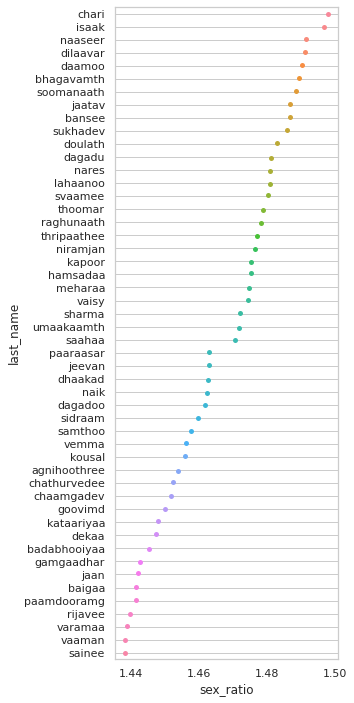 chari
isaak
naaseer
dilaavar
daamoo
bhagavamth
soomanaath
jaatav
bansee
sukhadev
doulath
dagadu
nares
lahaanoo
svaamee
thoomar
raghunaath
thripaathee
niramjan
kapoor
hamsadaa
meharaa
vaisy
sharma
umaakaamth
saahaa
paaraasar
jeevan
dhaakad
naik
dagadoo
sidraam
samthoo
vemma
kousal
agnihoothree
chathurvedee
chaamgadev
goovimd
kataariyaa
dekaa
badabhooiyaa
gamgaadhar
jaan
baigaa
paamdooramg
rijavee
varamaa
vaaman
sainee
last_name
1.44 1.46 1.48 1.50
sex_ratio